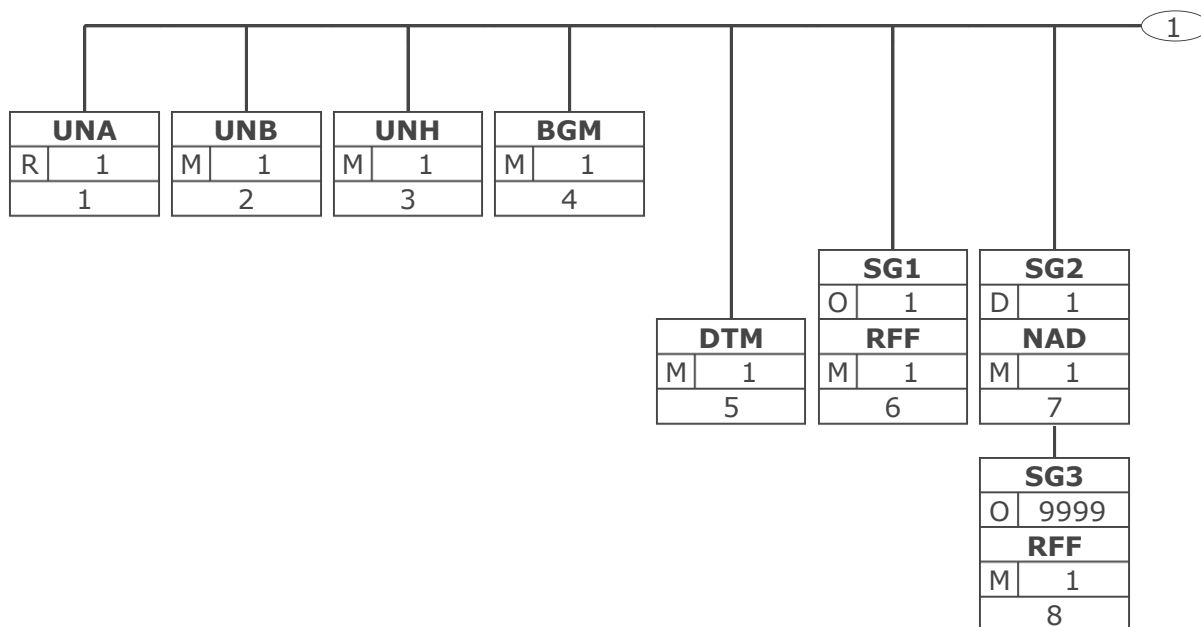 1
UNA
R 1
1
UNB
M 1
2
UNH
M 1
3
BGM
M 1
4
DTM
M 1
5
SG1
O 1
RFF
M 1
6
SG2
D 1
NAD
M 1
7
SG3
O 9999
RFF
M 1
8